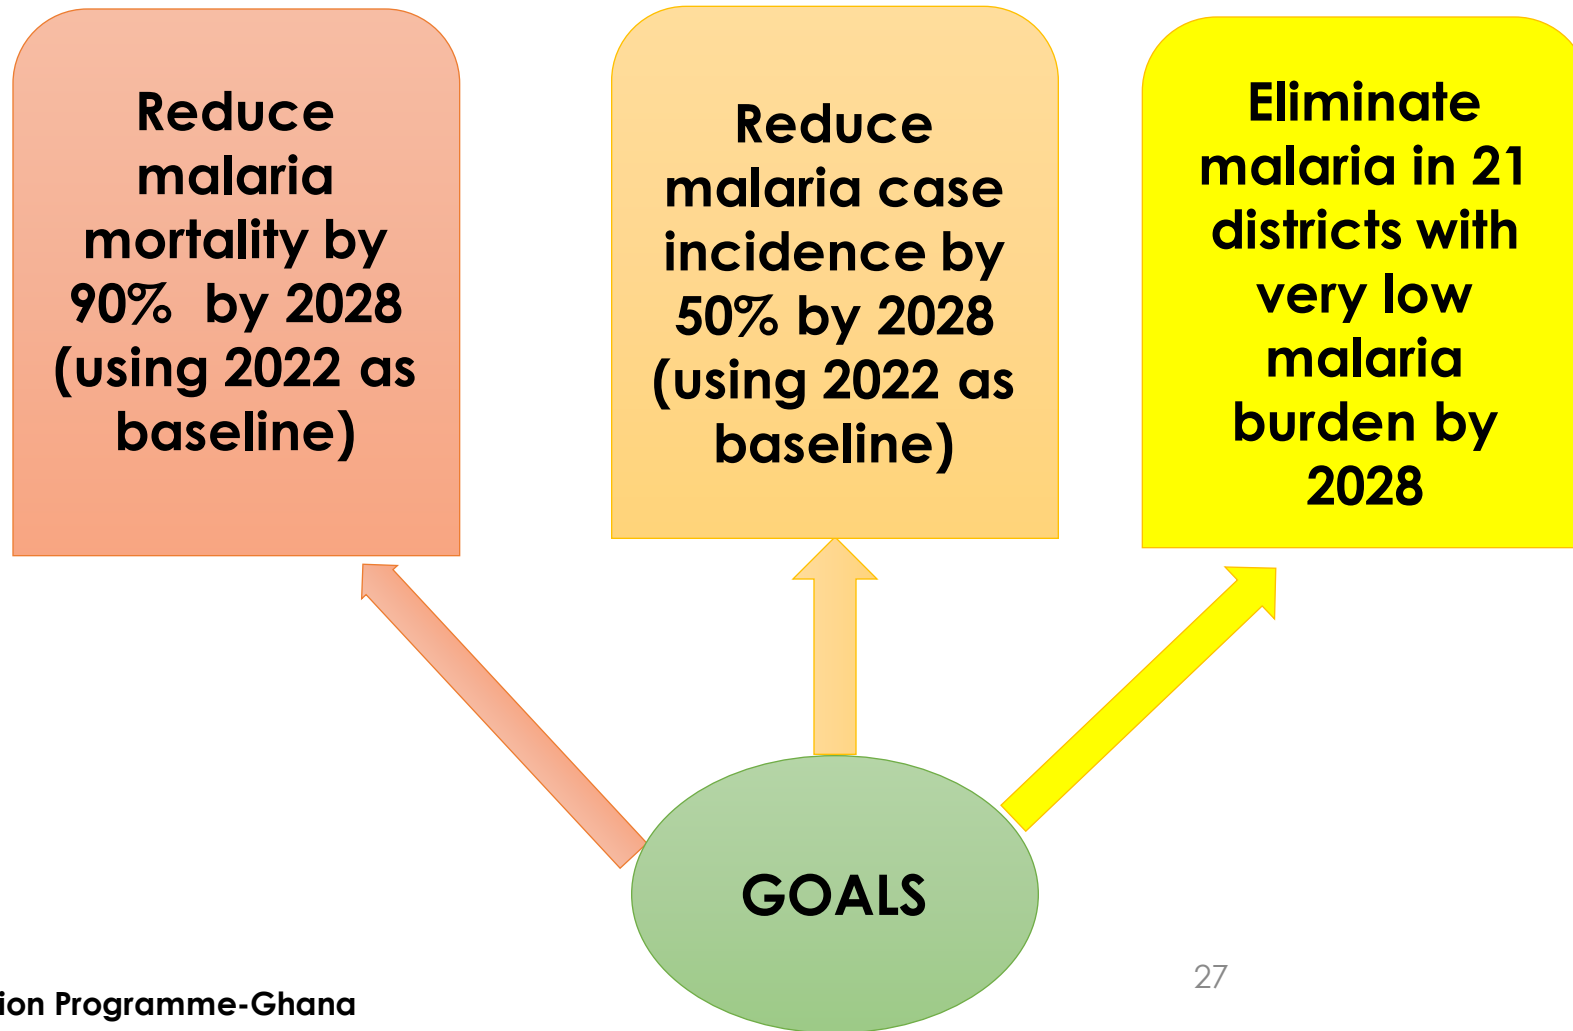 Reduce
malaria
mortality by
90% by 2028
(using 2022 as
baseline)
Reduce
malaria case
incidence by
50% by 2028
(using 2022 as
baseline)
Eliminate
malaria in 21
districts with
very low
malaria
burden by
2028
GOALS
27
ion Programme-Ghana